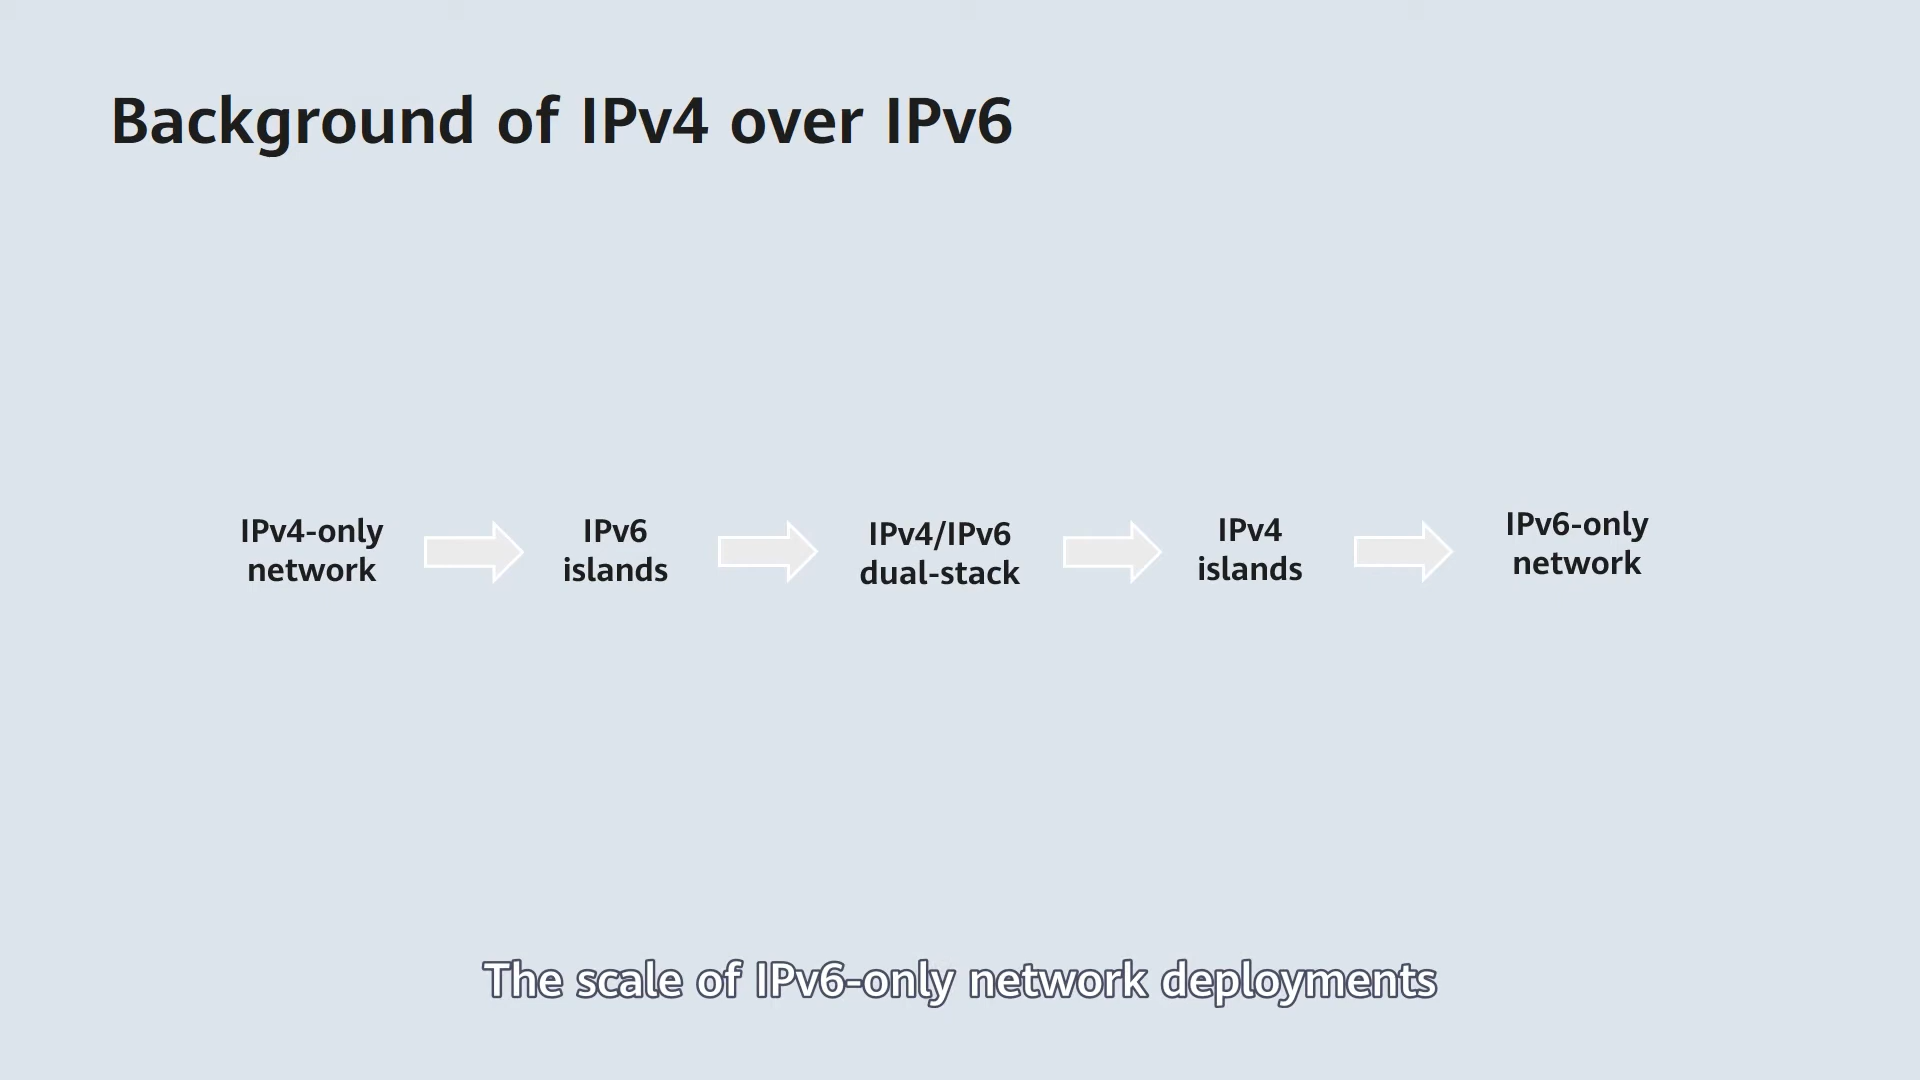 Background of IPv4 over IPv6
IPv4-only
network
IPv6
islands
IPv4/IPv6
dual-stack
IPv4
islands
IPv6-only
network
The scale of IPv6-only network deployments